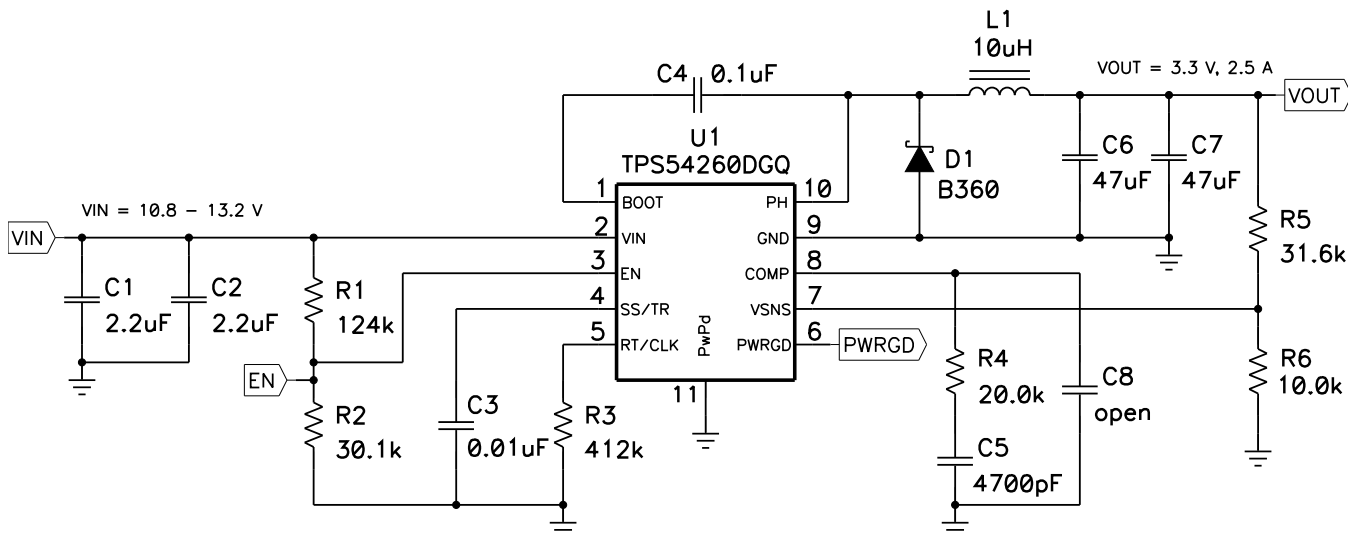 L1
10uH
C4 0.1uF
VOUT = 3.3 V, 2.5 A
VOUT
U1
TPS54260DGQ
C6
47uF
C7
47uF
D1
B360
1
BOOT
PH
10
VIN = 10.8 - 13.2 V
VIN
2
VIN
GND
9
R5
31.6k
3
EN
COMP
8
C1
2.2uF
C2
2.2uF
R1
124k
4
SS/TR
VSNS
7
5
RT/CLK
PwPd
PWRGD
6
PWRGD
EN
11
R4
20.0k
C8
open
R6
10.0k
R2
30.1k
C3
0.01uF
R3
412k
C5
4700pF